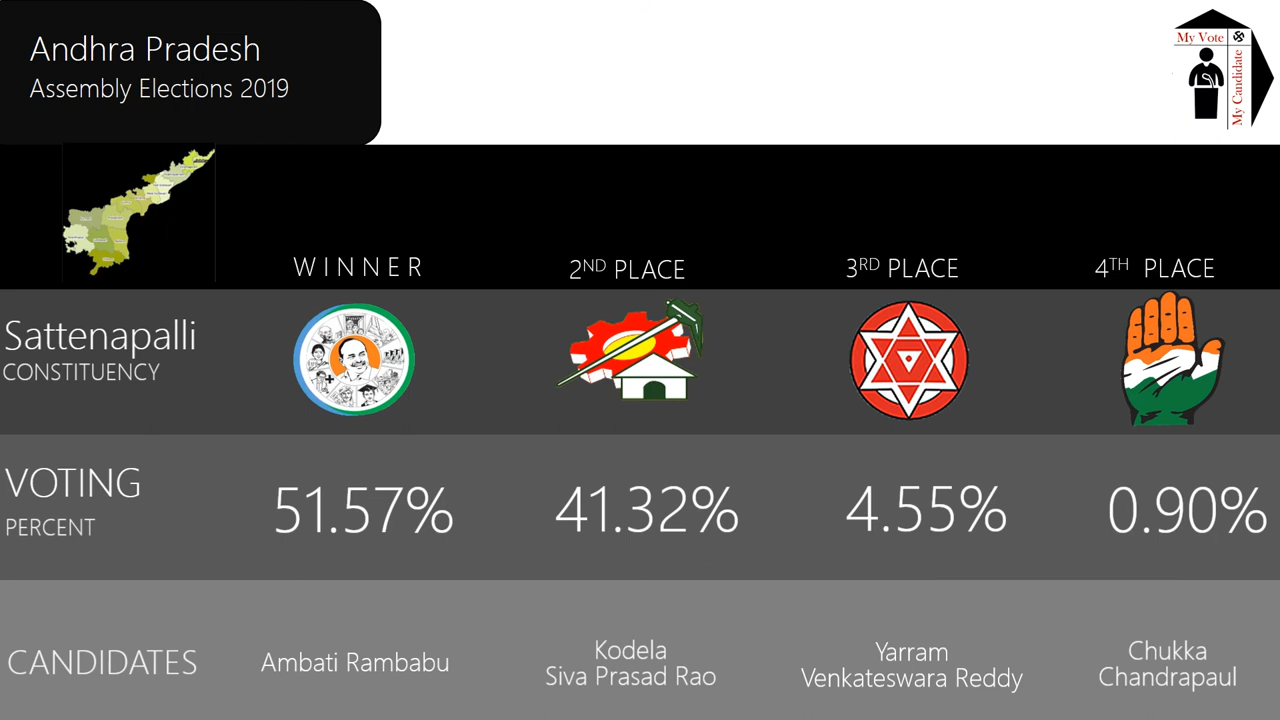 Andhra Pradesh
Assembly Elections 2019
My Vote
My Candidate
WINNER
2ND PLACE
3RD PLACE
4TH PLACE
Sattenapalli
CONSTITUENCY
VOTING
PERCENT
51.57%
41.32%
4.55%
0.90%
CANDIDATES
Ambati Rambabu
Kodela
Siva Prasad Rao
Yarram
Venkateswara Reddy
Chukka
Chandrapaul